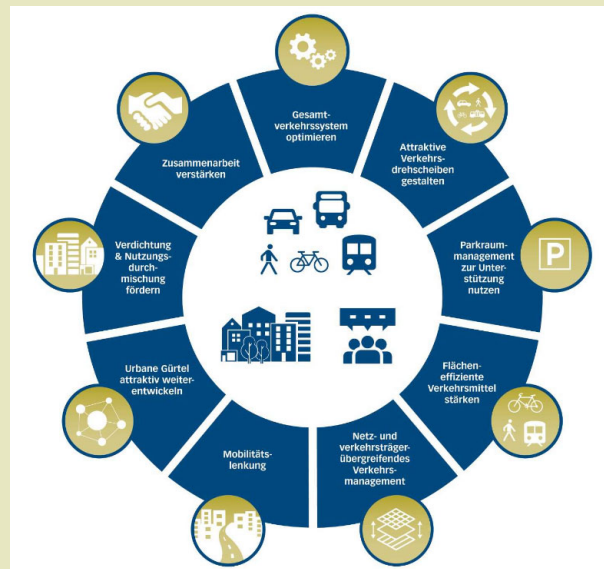 Gesamt-
verkehrssystem
optimieren
Attraktive
Verkehrs-
drehscheiben
gestalten
Parkraum-
management
zur Unter-
stützung
nutzen
P
Flächen-
effiziente
Verkehrsmittel
stärken
Netz- und
verkehrsträger-
übergreifendes
Verkehrs-
management
Mobilitäts-
lenkung
Urbane Gürtel
attraktiv weiter-
entwickeln
Verdichtung
& Nutzungs-
durch-
mischung
fördern
Zusammenarbeit
verstärken